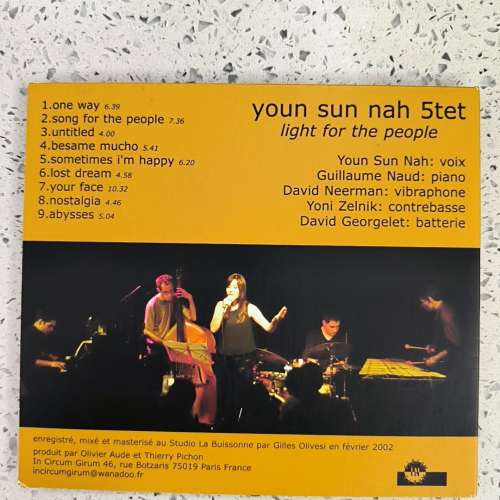 youn sun nah 5tet
light for the people
1.one way 6.39
2.song for the people 7.36
3.untitled 4.00
4.besame mucho 5.41
5.sometimes i'm happy 6.20
6.lost dream 4.58
7.your face 10.32
8.nostalgia 4.46
9.abysses 5.04
Youn Sun Nah: voix
Guillaume Naud: piano
David Neerman: vibraphone
Yoni Zelnik: contrebasse
David Georgelet: batterie
enregistré, mixé et masterisé au Studio La Buissonne par Gilles Olivesi en février 2002
produit par Olivier Aude et Thierry Pichon
In Circum Girum 46, rue Botzaris 75019 Paris France
incircumgirum@wanadoo.fr